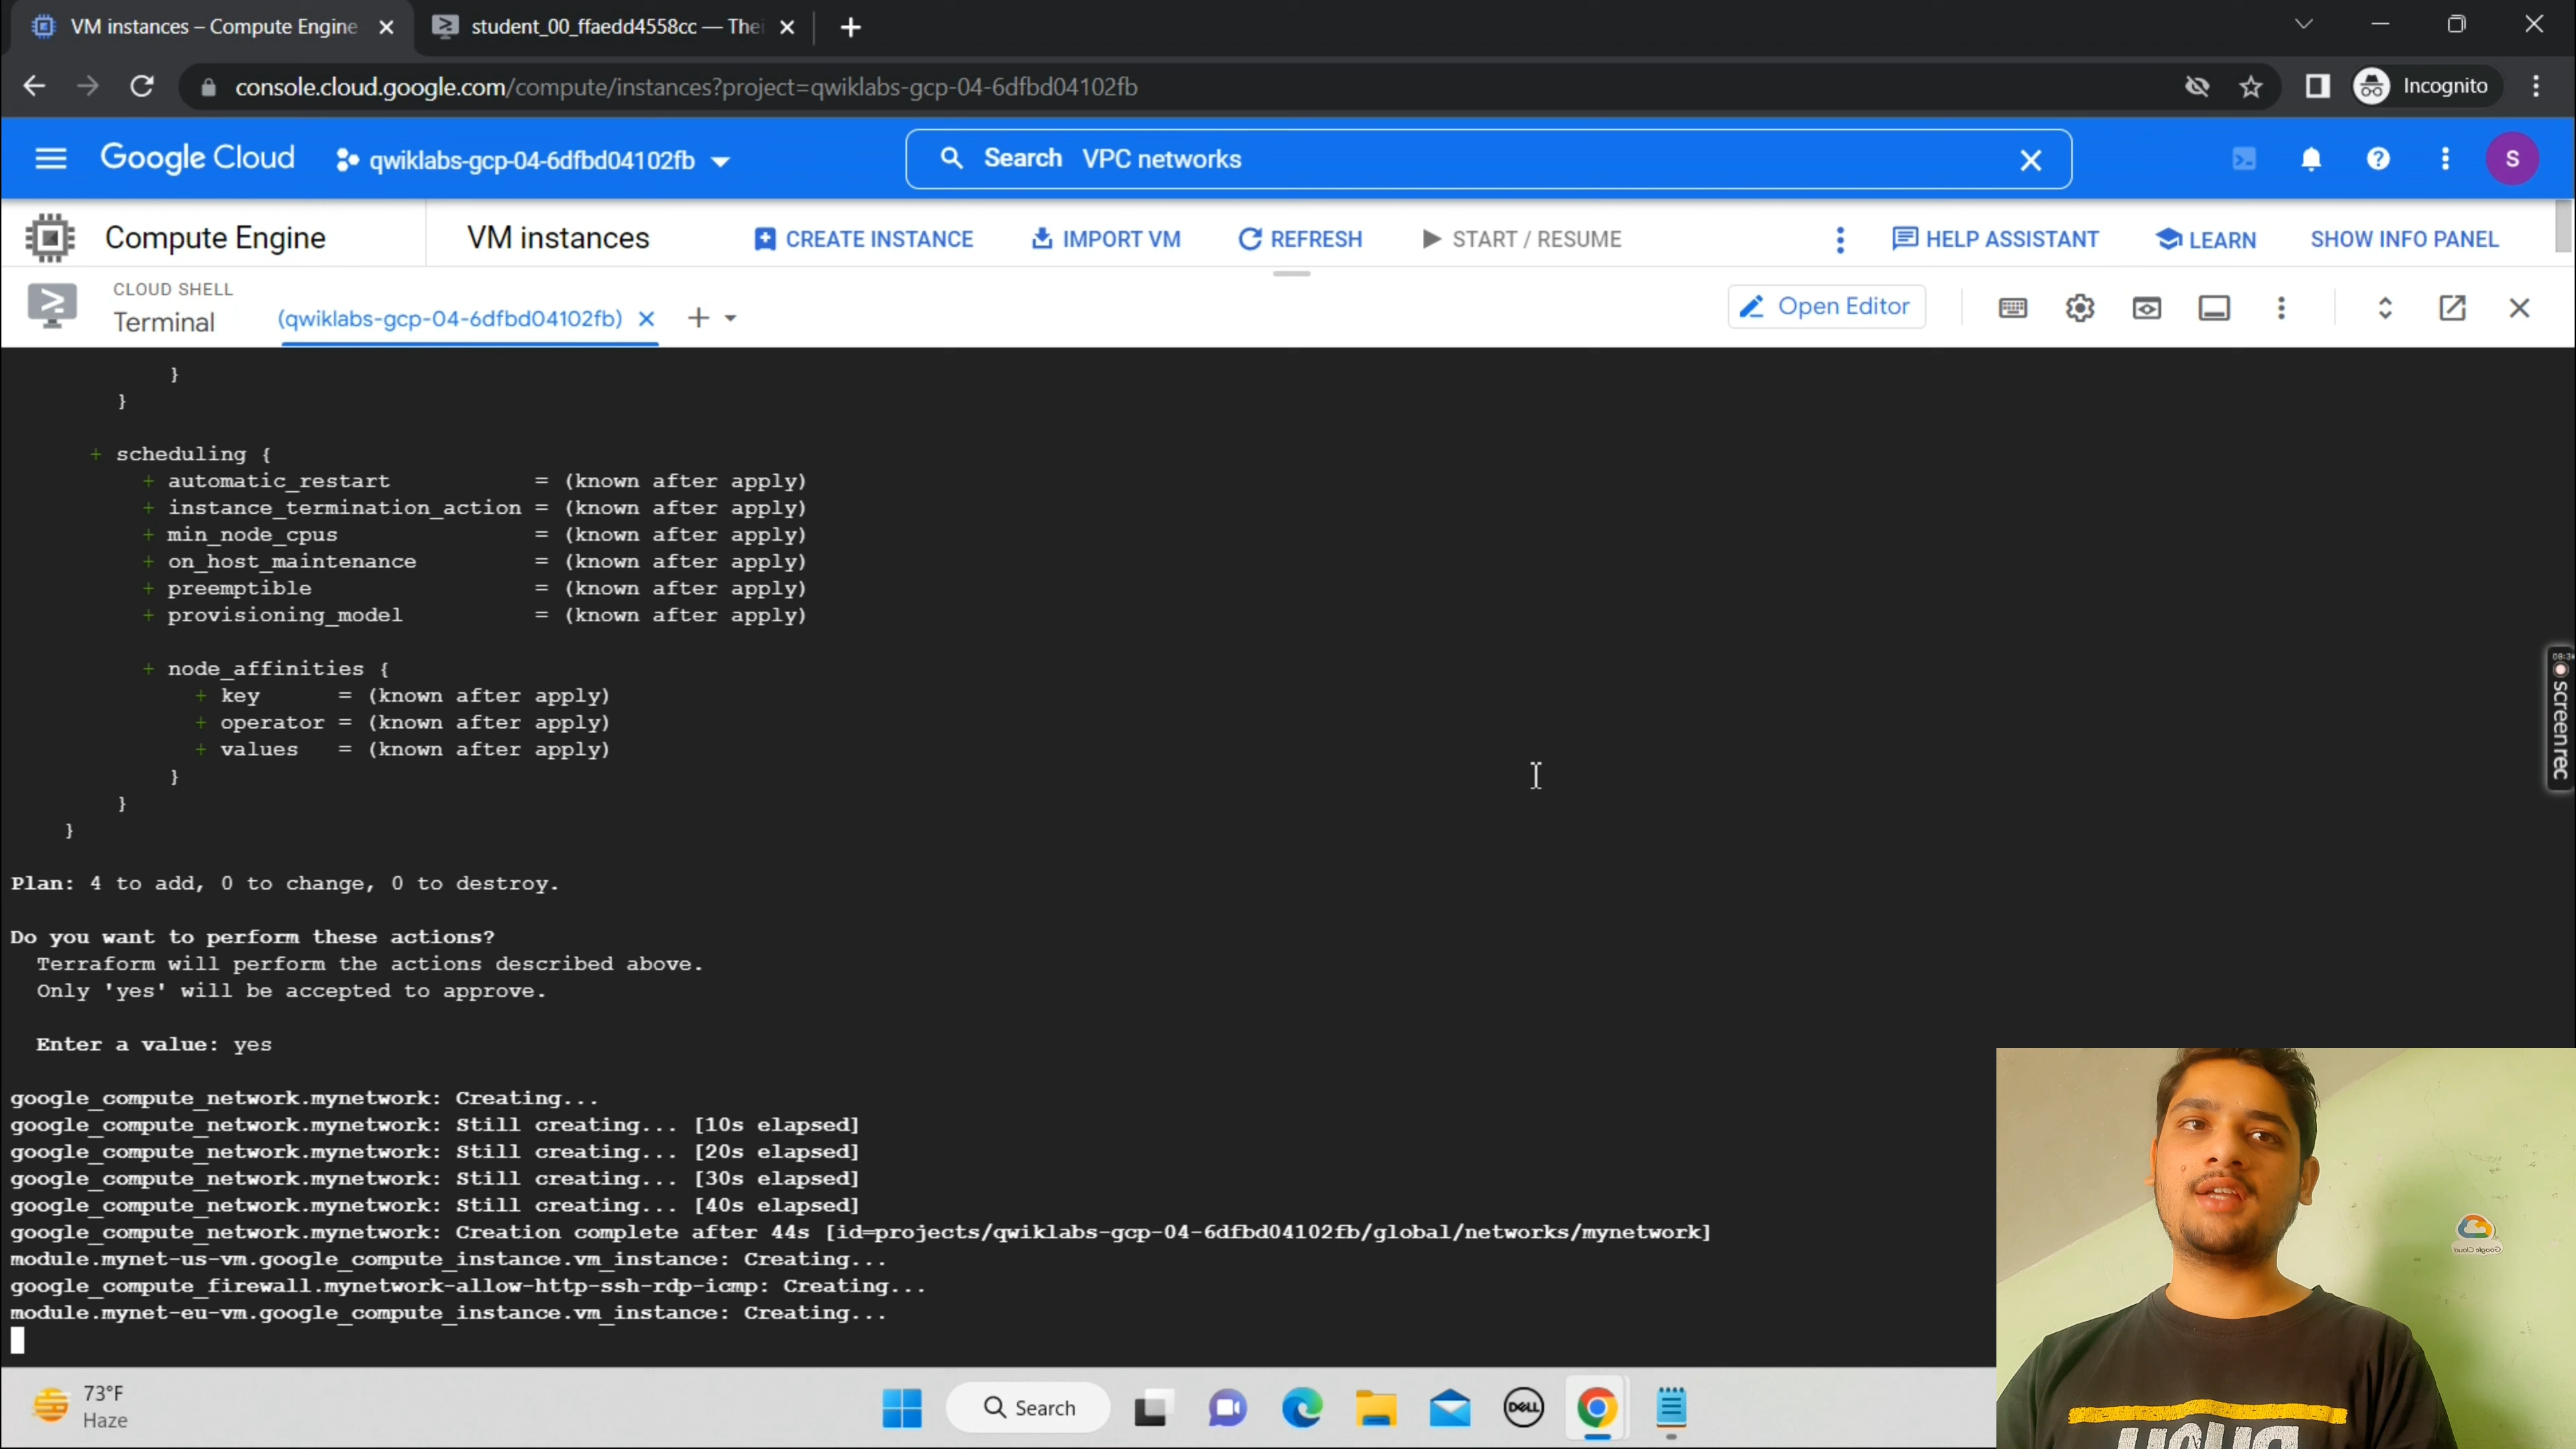 VM instances – Compute Engine
student_00_ffaedd4558cc — Thei
console.cloud.google.com/compute/instances?project=qwiklabs-gcp-04-6dfbd04102fb
Incognito
Google Cloud
qwiklabs-gcp-04-6dfbd04102fb
Search VPC networks
S
Compute Engine
VM instances
CREATE INSTANCE
IMPORT VM
REFRESH
START / RESUME
HELP ASSISTANT
LEARN
SHOW INFO PANEL
CLOUD SHELL
Terminal
(qwiklabs-gcp-04-6dfbd04102fb)
Open Editor
}
}
+ scheduling {
+ automatic_restart = (known after apply)
+ instance_termination_action = (known after apply)
+ min_node_cpus = (known after apply)
+ on_host_maintenance = (known after apply)
+ preemptible = (known after apply)
+ provisioning_model = (known after apply)
+ node_affinities {
+ key = (known after apply)
+ operator = (known after apply)
+ values = (known after apply)
}
}
}
Plan: 4 to add, 0 to change, 0 to destroy.
Do you want to perform these actions?
Terraform will perform the actions described above.
Only 'yes' will be accepted to approve.
Enter a value: yes
google_compute_network.mynetwork: Creating...
google_compute_network.mynetwork: Still creating... [10s elapsed]
google_compute_network.mynetwork: Still creating... [20s elapsed]
google_compute_network.mynetwork: Still creating... [30s elapsed]
google_compute_network.mynetwork: Still creating... [40s elapsed]
google_compute_network.mynetwork: Creation complete after 44s [id=projects/qwiklabs-gcp-04-6dfbd04102fb/global/networks/mynetwork]
module.mynet-us-vm.google_compute_instance.vm_instance: Creating...
google_compute_firewall.mynetwork-allow-http-ssh-rdp-icmp: Creating...
module.mynet-eu-vm.google_compute_instance.vm_instance: Creating...
screenrec
Google Cloud
73°F
Haze
Search
DELL